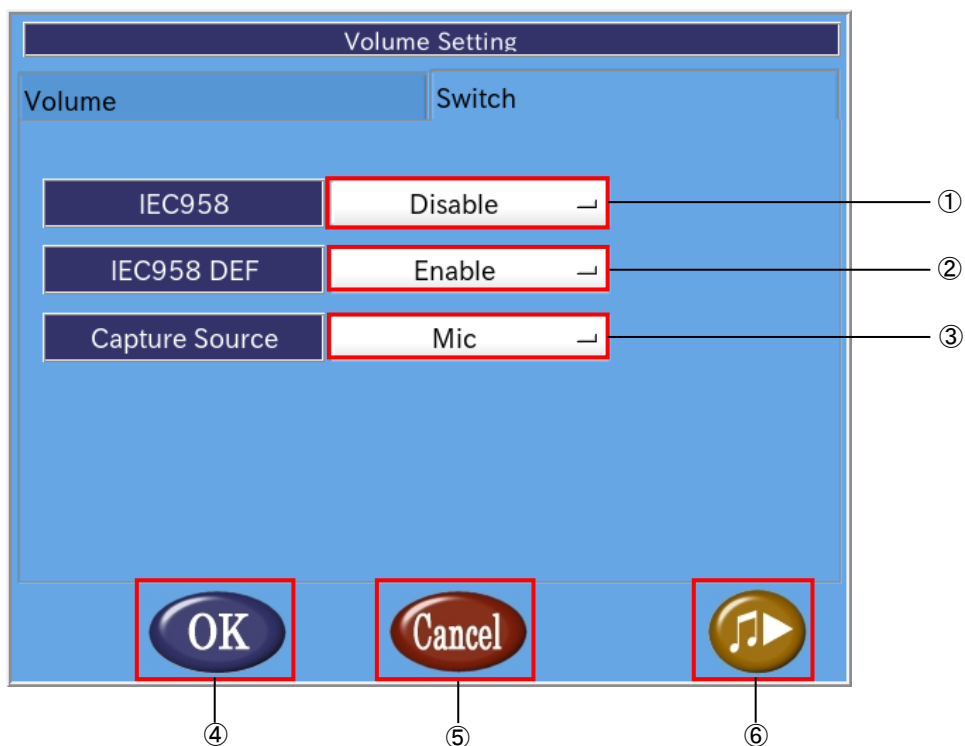 Volume Setting
Volume Switch
IEC958 Disable ①
IEC958 DEF Enable ②
Capture Source Mic ③
OK Cancel
④ ⑤ ⑥